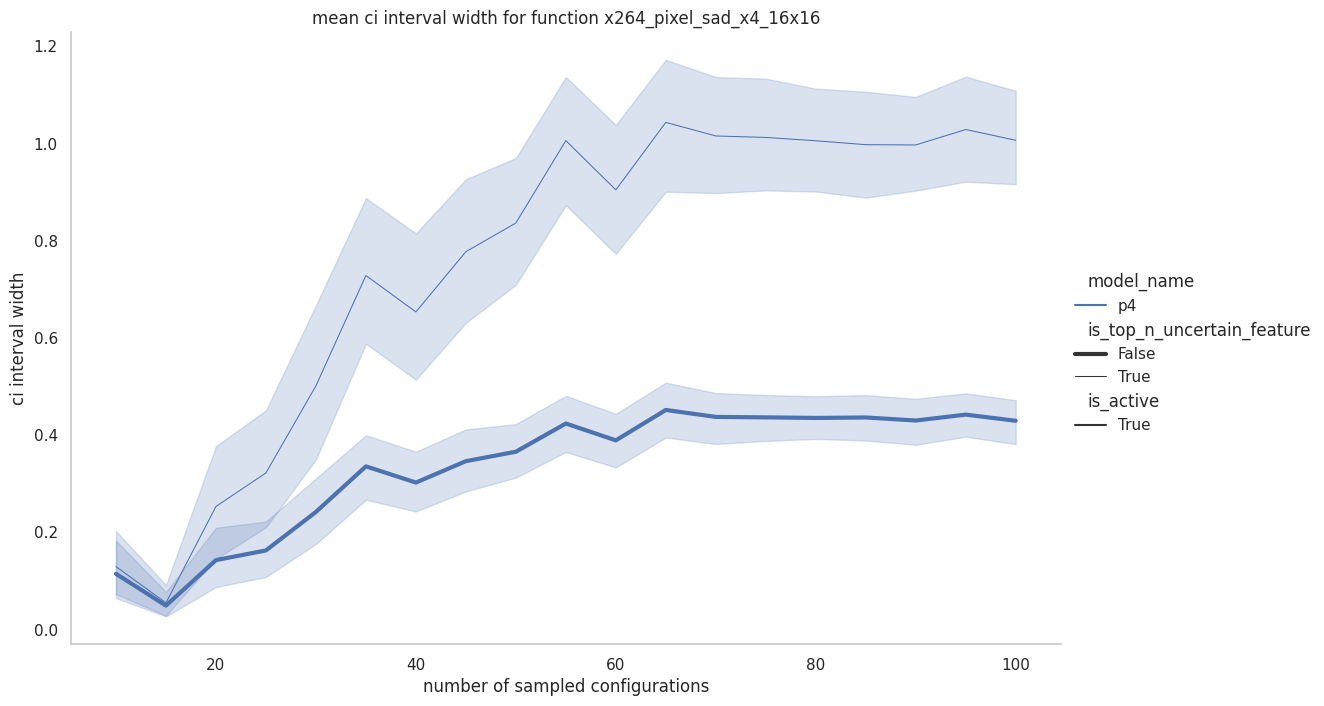 mean ci interval width for function x264_pixel_sad_x4_16x16
1.2
1.0
0.8
0.6
0.4
0.2
0.0
ci interval width
20
40
60
80
100
number of sampled configurations
model_name
p4
is_top_n_uncertain_feature
False
True
is_active
True